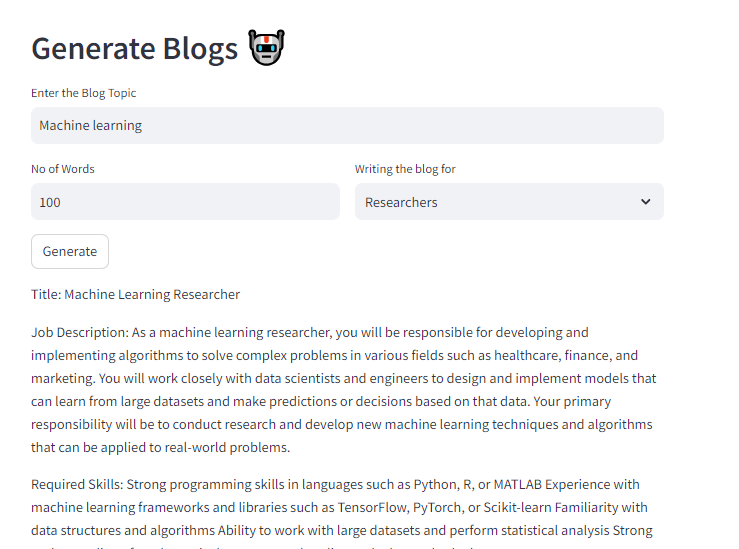 Generate Blogs
Enter the Blog Topic
Machine learning
No of Words
Writing the blog for
100
Researchers
Generate
Title: Machine Learning Researcher
Job Description: As a machine learning researcher, you will be responsible for developing and
implementing algorithms to solve complex problems in various fields such as healthcare, finance, and
marketing. You will work closely with data scientists and engineers to design and implement models that
can learn from large datasets and make predictions or decisions based on that data. Your primary
responsibility will be to conduct research and develop new machine learning techniques and algorithms
that can be applied to real-world problems.
Required Skills: Strong programming skills in languages such as Python, R, or MATLAB Experience with
machine learning frameworks and libraries such as TensorFlow, PyTorch, or Scikit-learn Familiarity with
data structures and algorithms Ability to work with large datasets and perform statistical analysis Strong